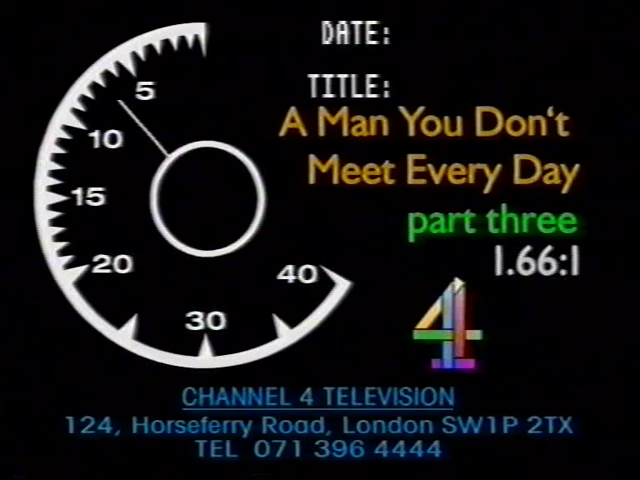 DATE:
TITLE:
A Man You Don't
Meet Every Day
part three
1.66:1
5
10
15
20
30
40
4
CHANNEL 4 TELEVISION
124, Horseferry Road, London SW1P 2TX
TEL 071 396 4444